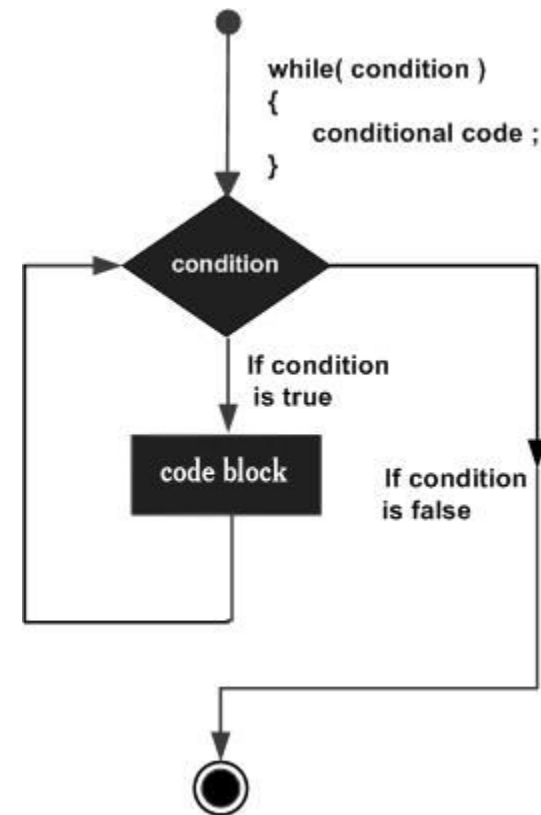 while( condition )
{
conditional code ;
}
condition
If condition
is true
code block
If condition
is false